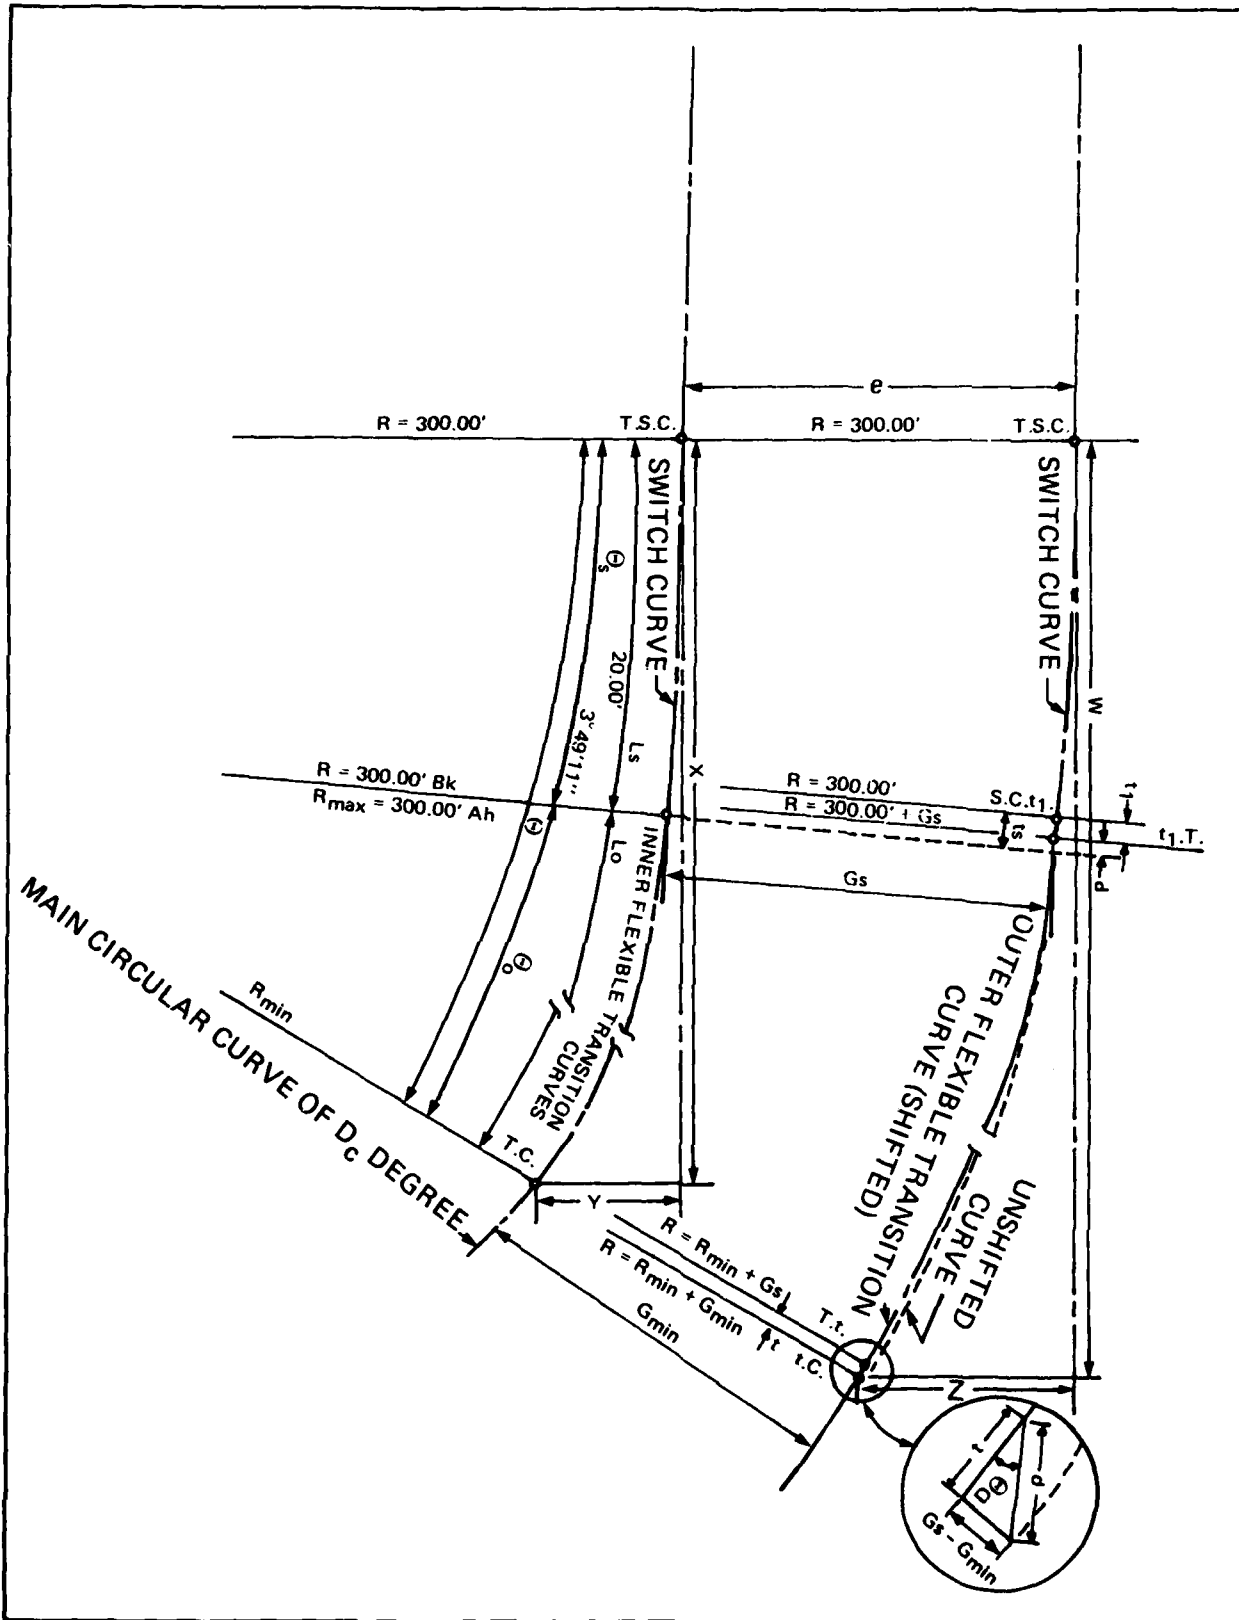 e
R = 300.00'
T.S.C.
R = 300.00'
T.S.C.
SWITCH CURVE
SWITCH CURVE
Θs
20.00'
Ls
3°49'11"
X
W
R = 300.00' Bk
Rmax = 300.00' Ah
R = 300.00'
R = 300.00' + Gs
S.C.t1.
ts
t1
t1.T.
d
Θ
Lo
Gs
INNER FLEXIBLE TRANSITION
CURVES
OUTER FLEXIBLE TRANSITION
CURVE (SHIFTED)
UNSHIFTED
CURVE
Θo
Rmin
MAIN CIRCULAR CURVE OF Dc DEGREE
T.C.
Y
R = Rmin + Gs
R = Rmin + Gmin
Gmin
T.t.
t
t.C.
Z
t
DΘ
d
Gs - Gmin